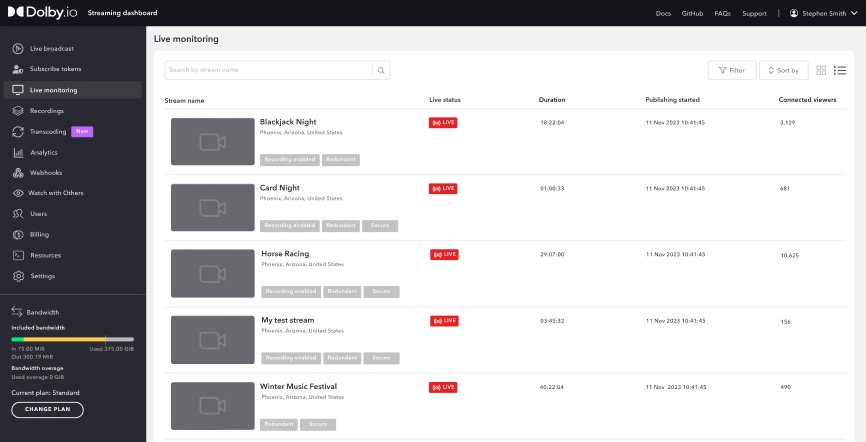 Dolby.io Streaming dashboard
Docs GitHub FAQs Support | Stephen Smith
Live broadcast
Subscribe tokens
Live monitoring
Recordings
Transcoding New
Analytics
Webhooks
Watch with Others
Users
Billing
Resources
Settings
Bandwidth
Included bandwidth
In 75.00 MiB Used 375.00 GiB
Out 300.19 MiB
Bandwidth overage
Used overage 0 GiB
Current plan: Standard
CHANGE PLAN
Live monitoring
Search by stream name
Filter Sort by
Stream name Live status Duration Publishing started Connected viewers
Blackjack Night LIVE 18:22:04 11 Nov 2023 10:41:45 3,129
Phoenix, Arizona, United States
Recording enabled Redundant
Card Night LIVE 01:00:33 11 Nov 2023 10:41:45 681
Phoenix, Arizona, United States
Recording enabled Redundant Secure
Horse Racing LIVE 29:07:00 11 Nov 2023 10:41:45 10,625
Phoenix, Arizona, United States
Recording enabled Redundant Secure
My test stream LIVE 03:45:32 11 Nov 2023 10:41:45 156
Phoenix, Arizona, United States
Recording enabled Redundant Secure
Winter Music Festival LIVE 40:22:04 11 Nov 2023 10:41:45 490
Phoenix, Arizona, United States
Redundant Secure